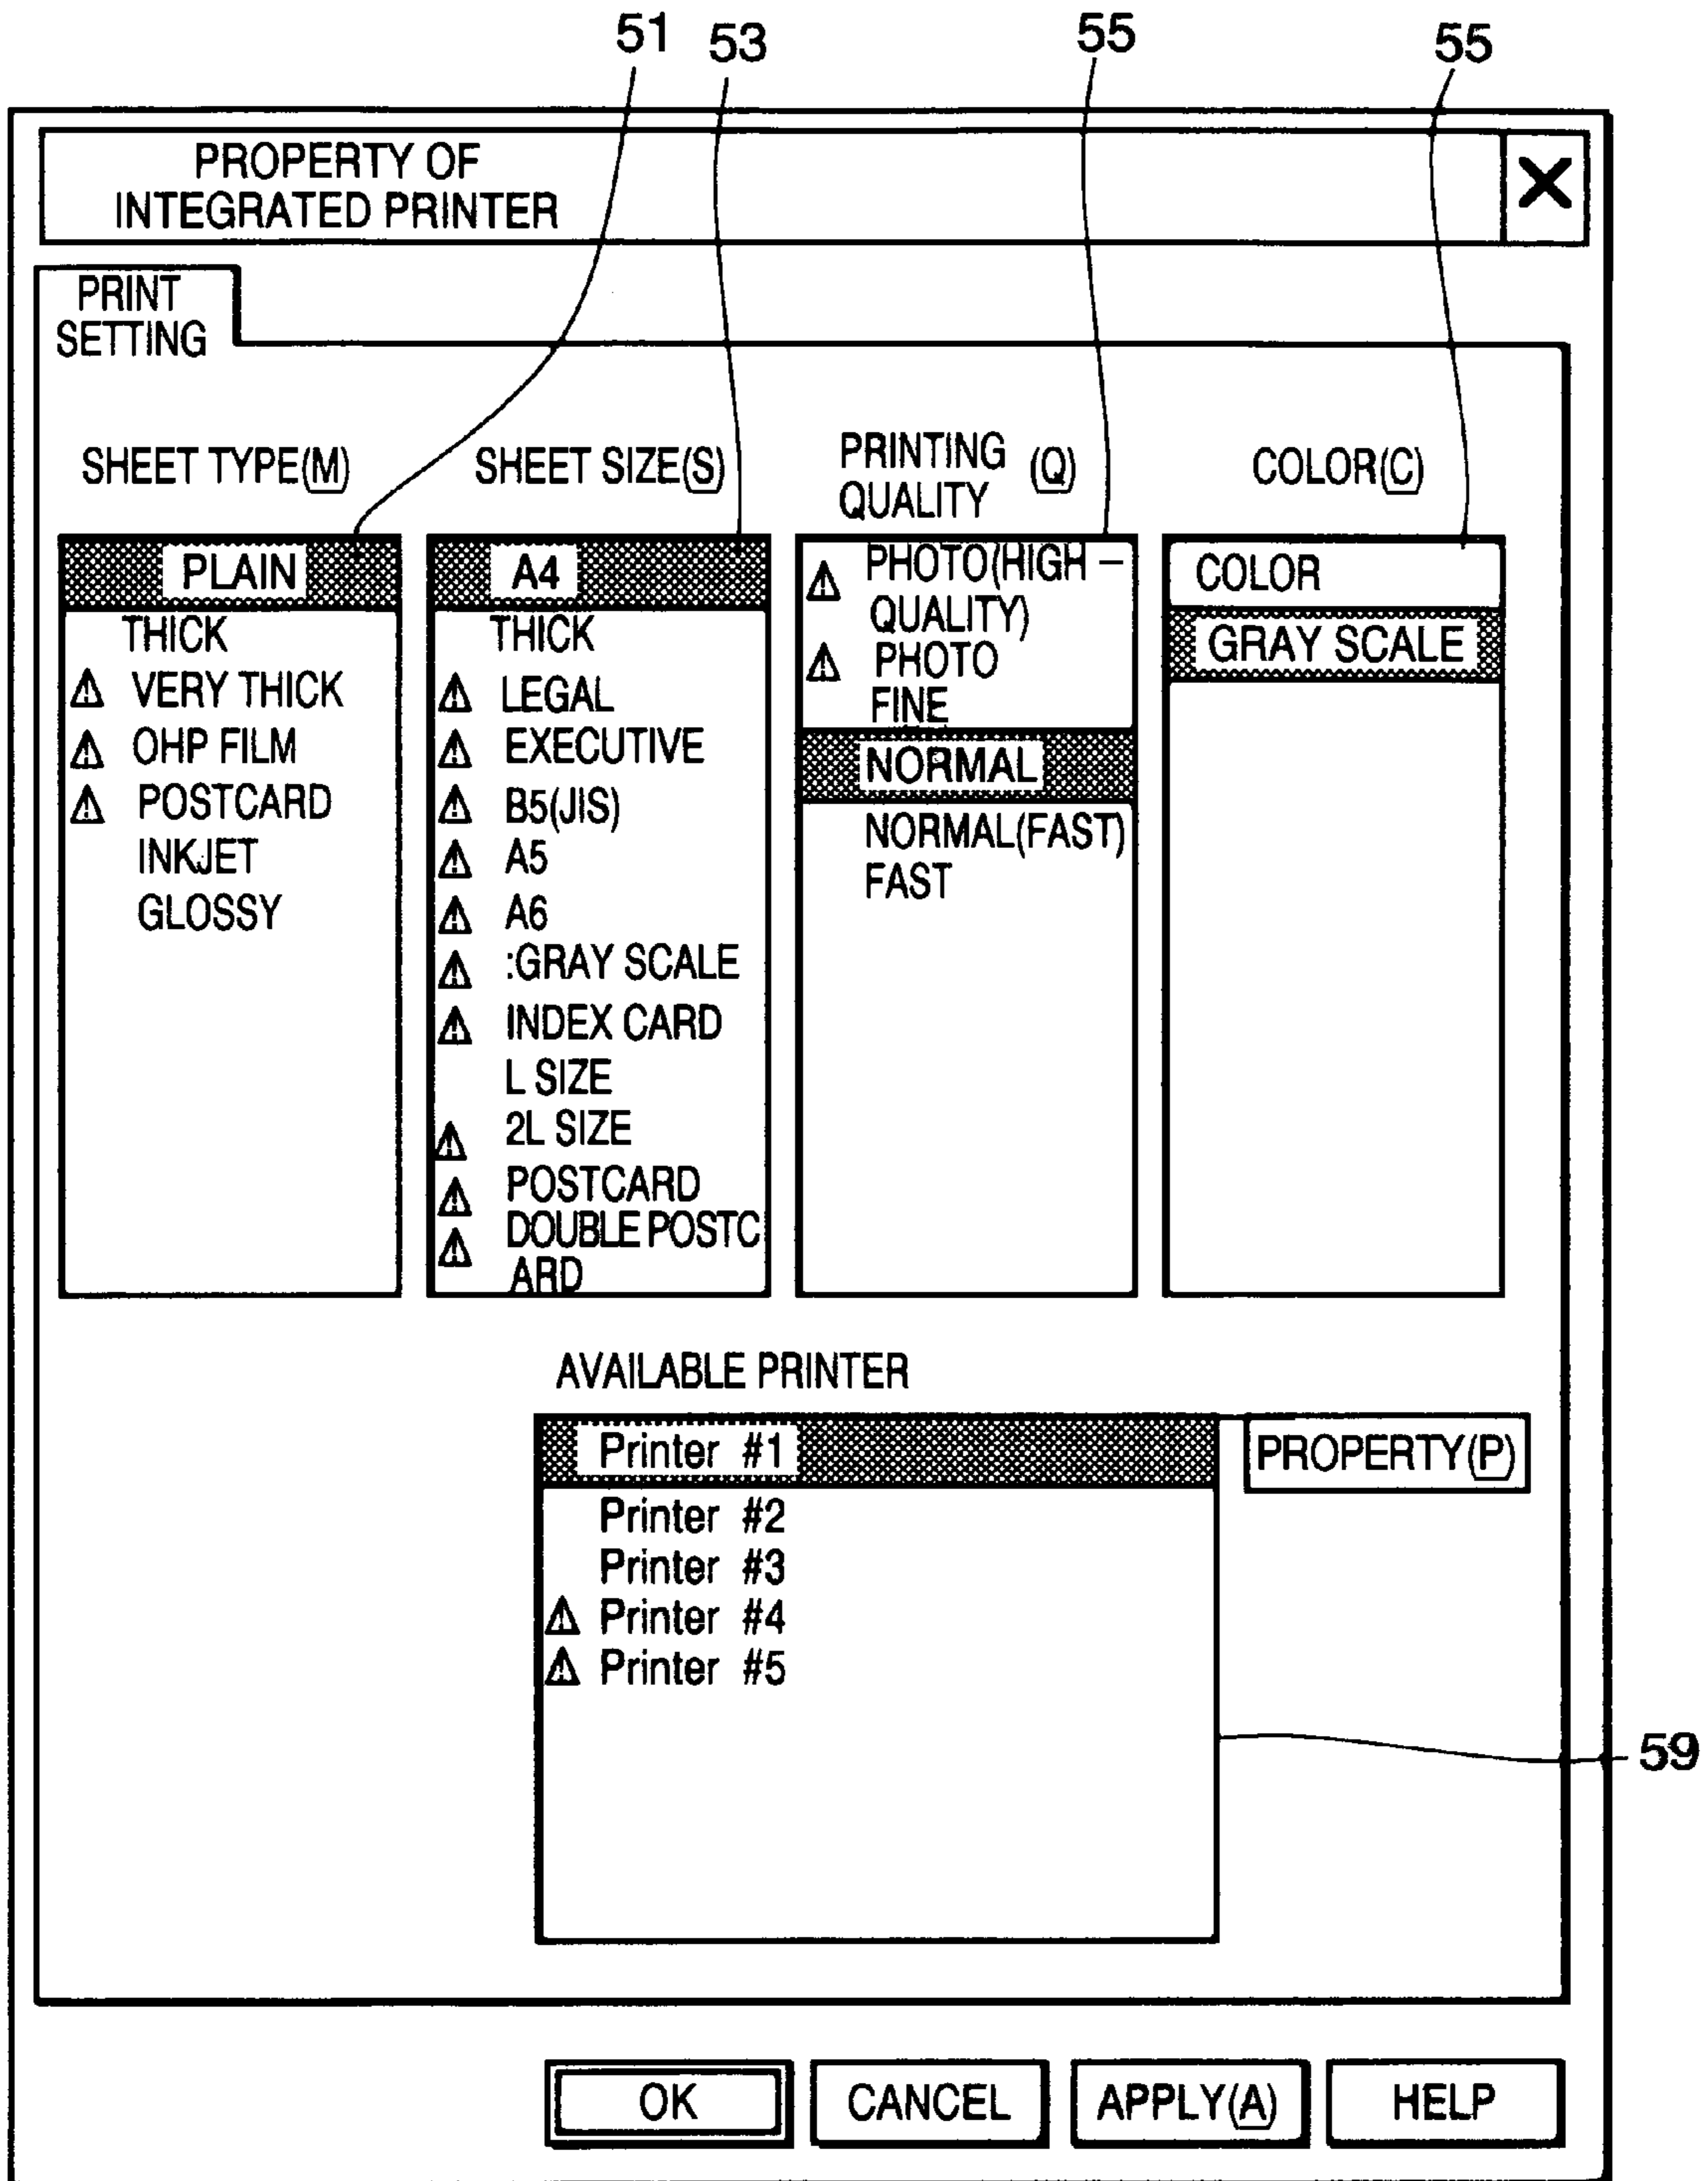 51 53 55 55
PROPERTY OF
INTEGRATED PRINTER
X
PRINT
SETTING
SHEET TYPE(M)
PLAIN
THICK
VERY THICK
OHP FILM
POSTCARD
INKJET
GLOSSY
SHEET SIZE(S)
A4
THICK
LEGAL
EXECUTIVE
B5(JIS)
A5
A6
:GRAY SCALE
INDEX CARD
L SIZE
2L SIZE
POSTCARD
DOUBLE POSTC
ARD
PRINTING
QUALITY (Q)
PHOTO(HIGH –
QUALITY)
PHOTO
FINE
NORMAL
NORMAL(FAST)
FAST
COLOR(C)
COLOR
GRAY SCALE
AVAILABLE PRINTER
Printer #1
Printer #2
Printer #3
Printer #4
Printer #5
PROPERTY(P)
59
OK CANCEL APPLY(A) HELP